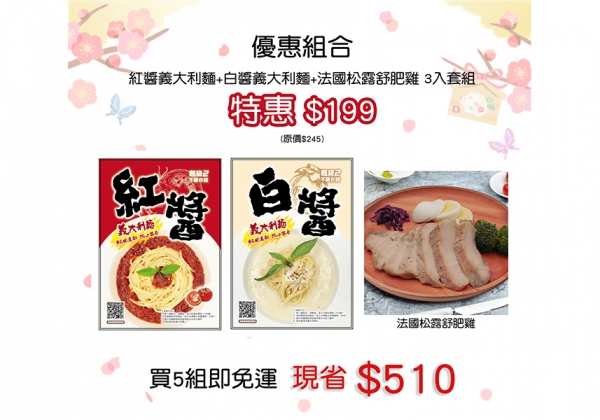 優惠組合
紅醬義大利麵+白醬義大利麵+法國松露舒肥雞 3入套組
特惠 $199
(原價$245)
紅醬
義大利麵
白醬
義大利麵
法國松露舒肥雞
買5組即免運 現省 $510